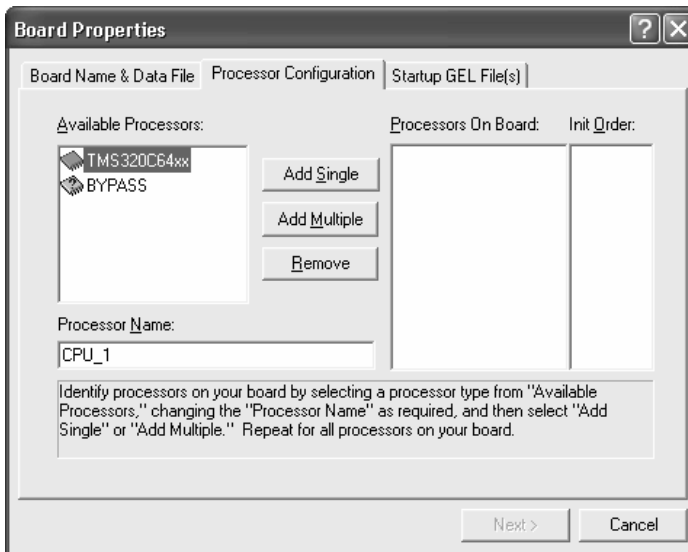 Board Properties
Board Name & Data File
Processor Configuration
Startup GEL File(s)
Available Processors:
TMS320C64xx
BYPASS
Add Single
Add Multiple
Remove
Processors On Board:
Init Order:
Processor Name:
CPU_1
Identify processors on your board by selecting a processor type from "Available
Processors," changing the "Processor Name" as required, and then select "Add
Single" or "Add Multiple." Repeat for all processors on your board.
Next >
Cancel